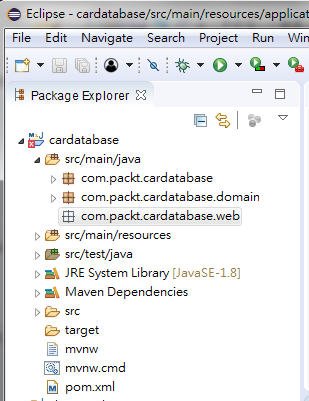 Eclipse - cardatabase/src/main/resources/applicat
File Edit Navigate Search Project Run Win
Package Explorer
cardatabase
src/main/java
com.packt.cardatabase
com.packt.cardatabase.domain
com.packt.cardatabase.web
src/main/resources
src/test/java
JRE System Library [JavaSE-1.8]
Maven Dependencies
src
target
mvnw
mvnw.cmd
pom.xml